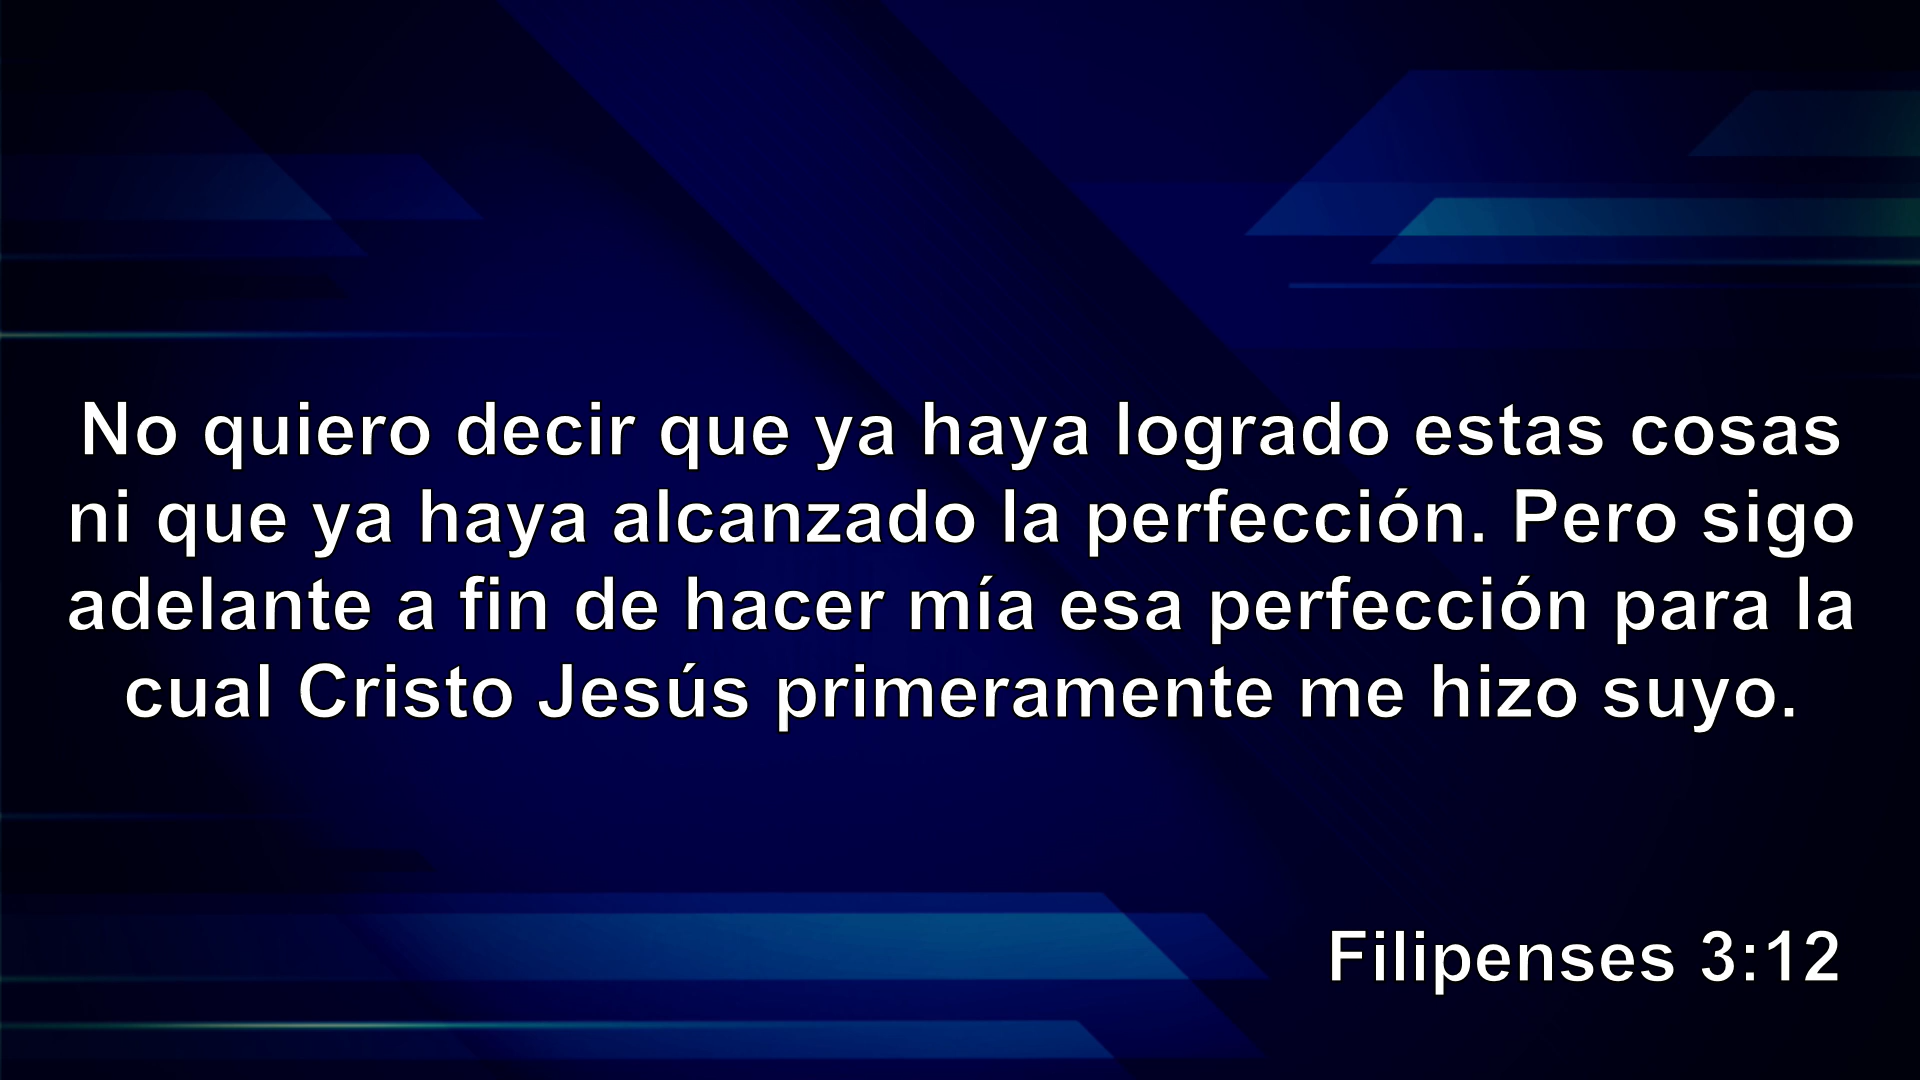 No quiero decir que ya haya logrado estas cosas
ni que ya haya alcanzado la perfección. Pero sigo
adelante a fin de hacer mía esa perfección para la
cual Cristo Jesús primeramente me hizo suyo.
Filipenses 3:12